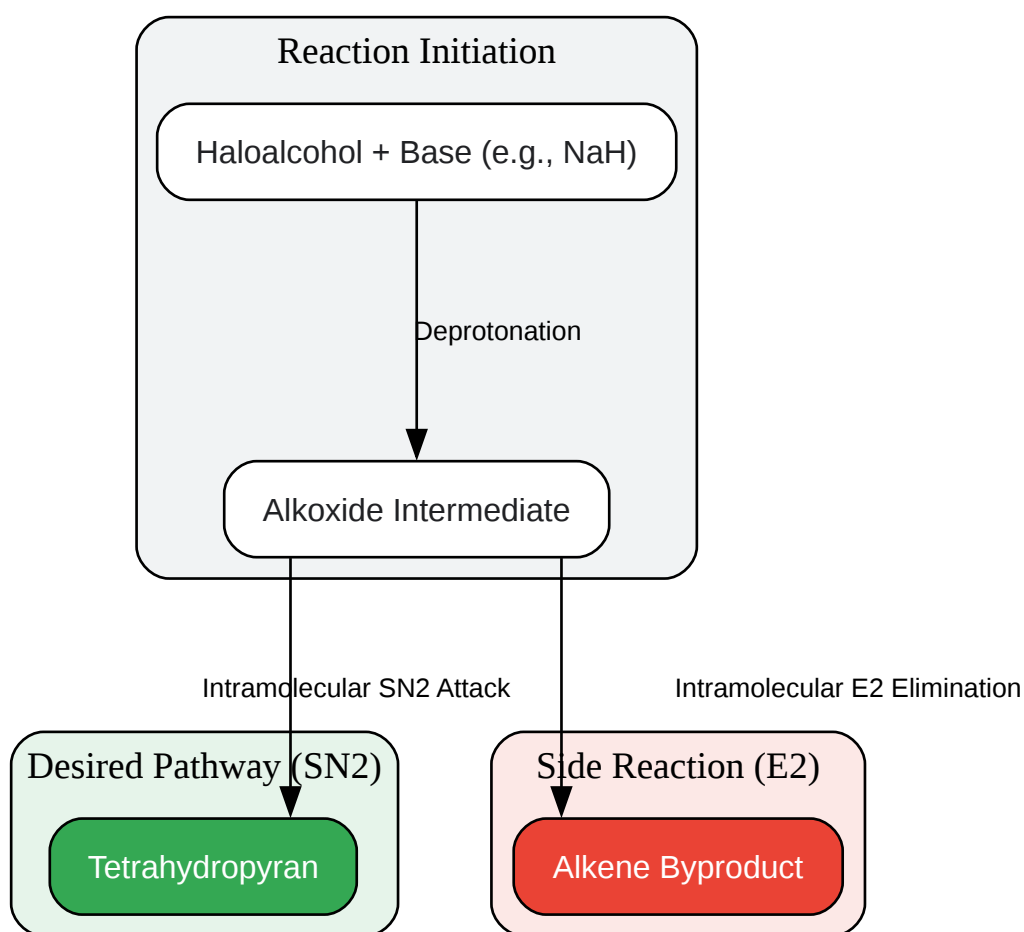 Reaction Initiation
Haloalcohol + Base (e.g., NaH)
Deprotonation
Alkoxide Intermediate
Intramolecular SN2 Attack
Intramolecular E2 Elimination
Desired Pathway (SN2)
Side Reaction (E2)
Tetrahydropyran
Alkene Byproduct